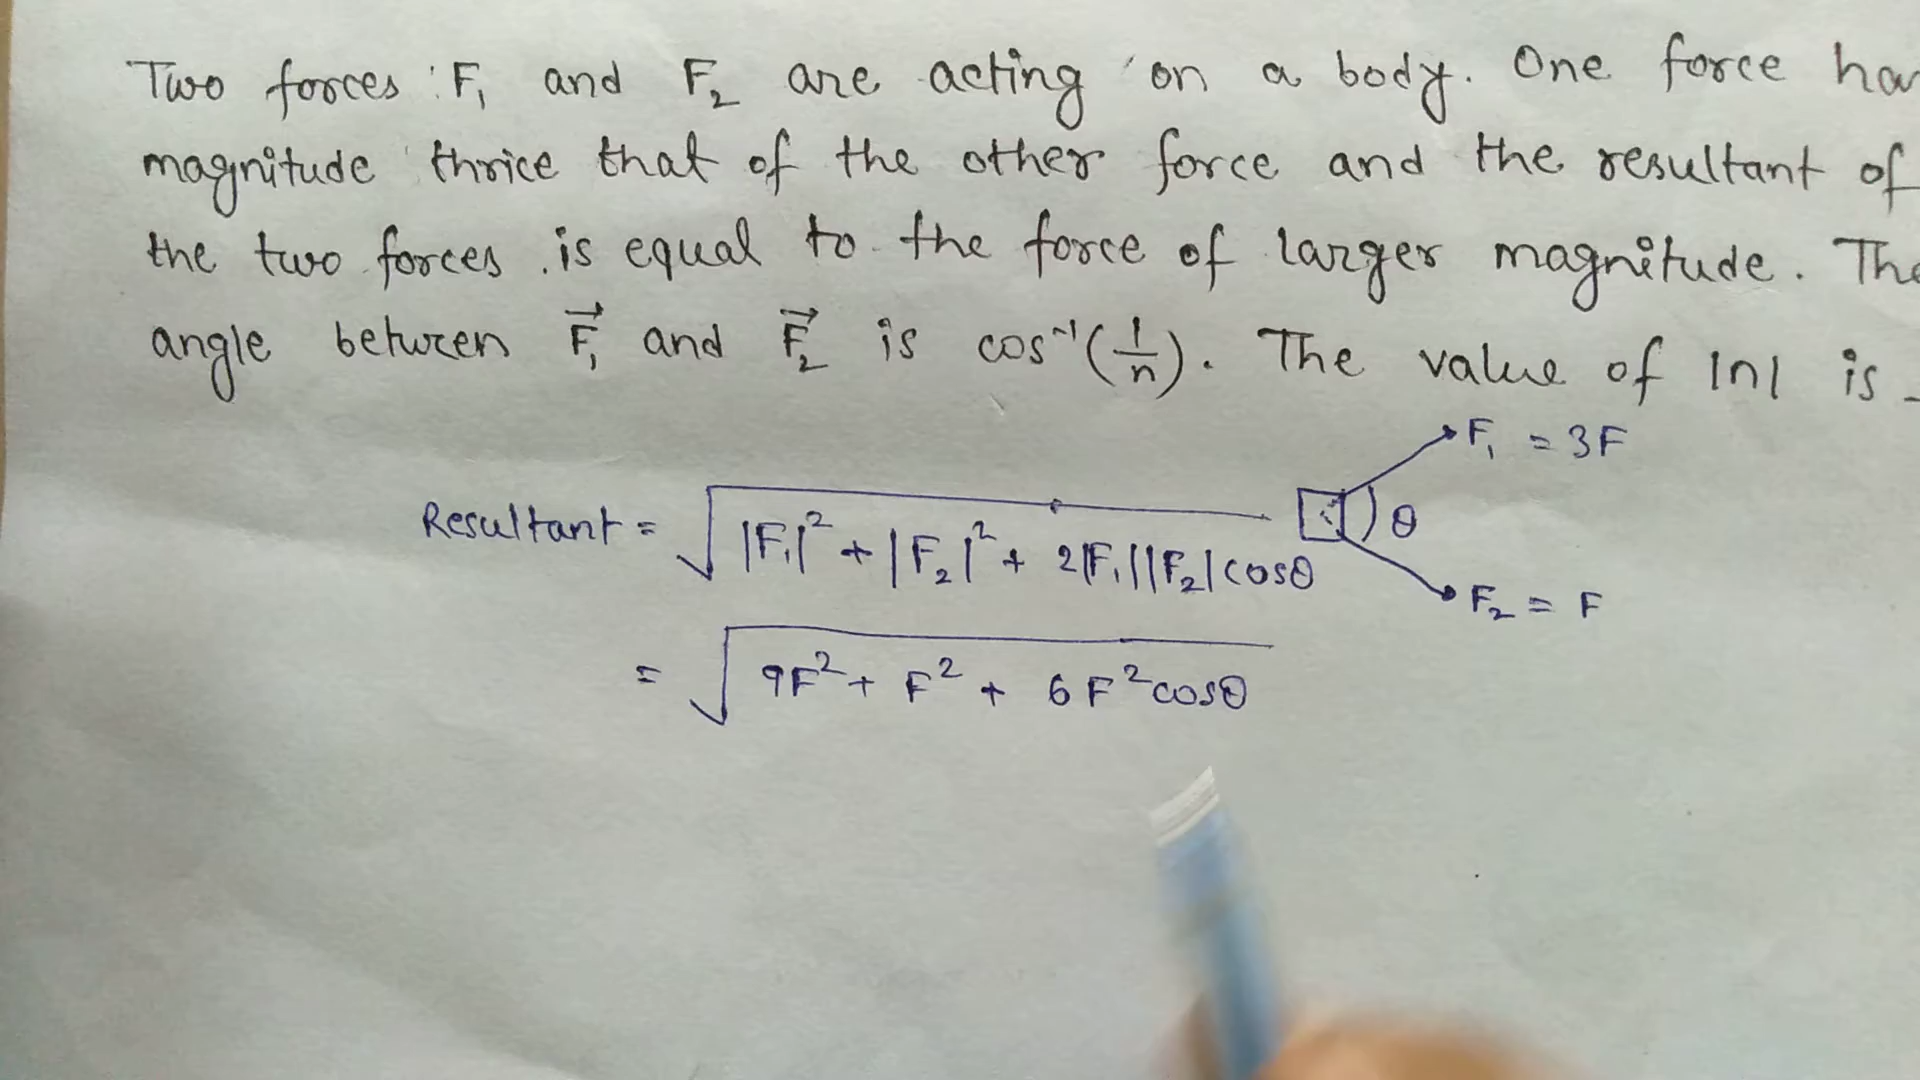 Two forces F₁ and F₂ are acting on a body. One force
magnitude thrice that of the other force and the resultant of
the two forces is equal to the force of larger magnitude. The
angle between F⃗₁ and F⃗₂ is cos⁻¹(1/n). The value of |n| is
F₁ = 3F
Resultant = √|F₁|² + |F₂|² + 2|F₁||F₂|cosθ
θ
F₂ = F
= √9F² + F² + 6F²cosθ